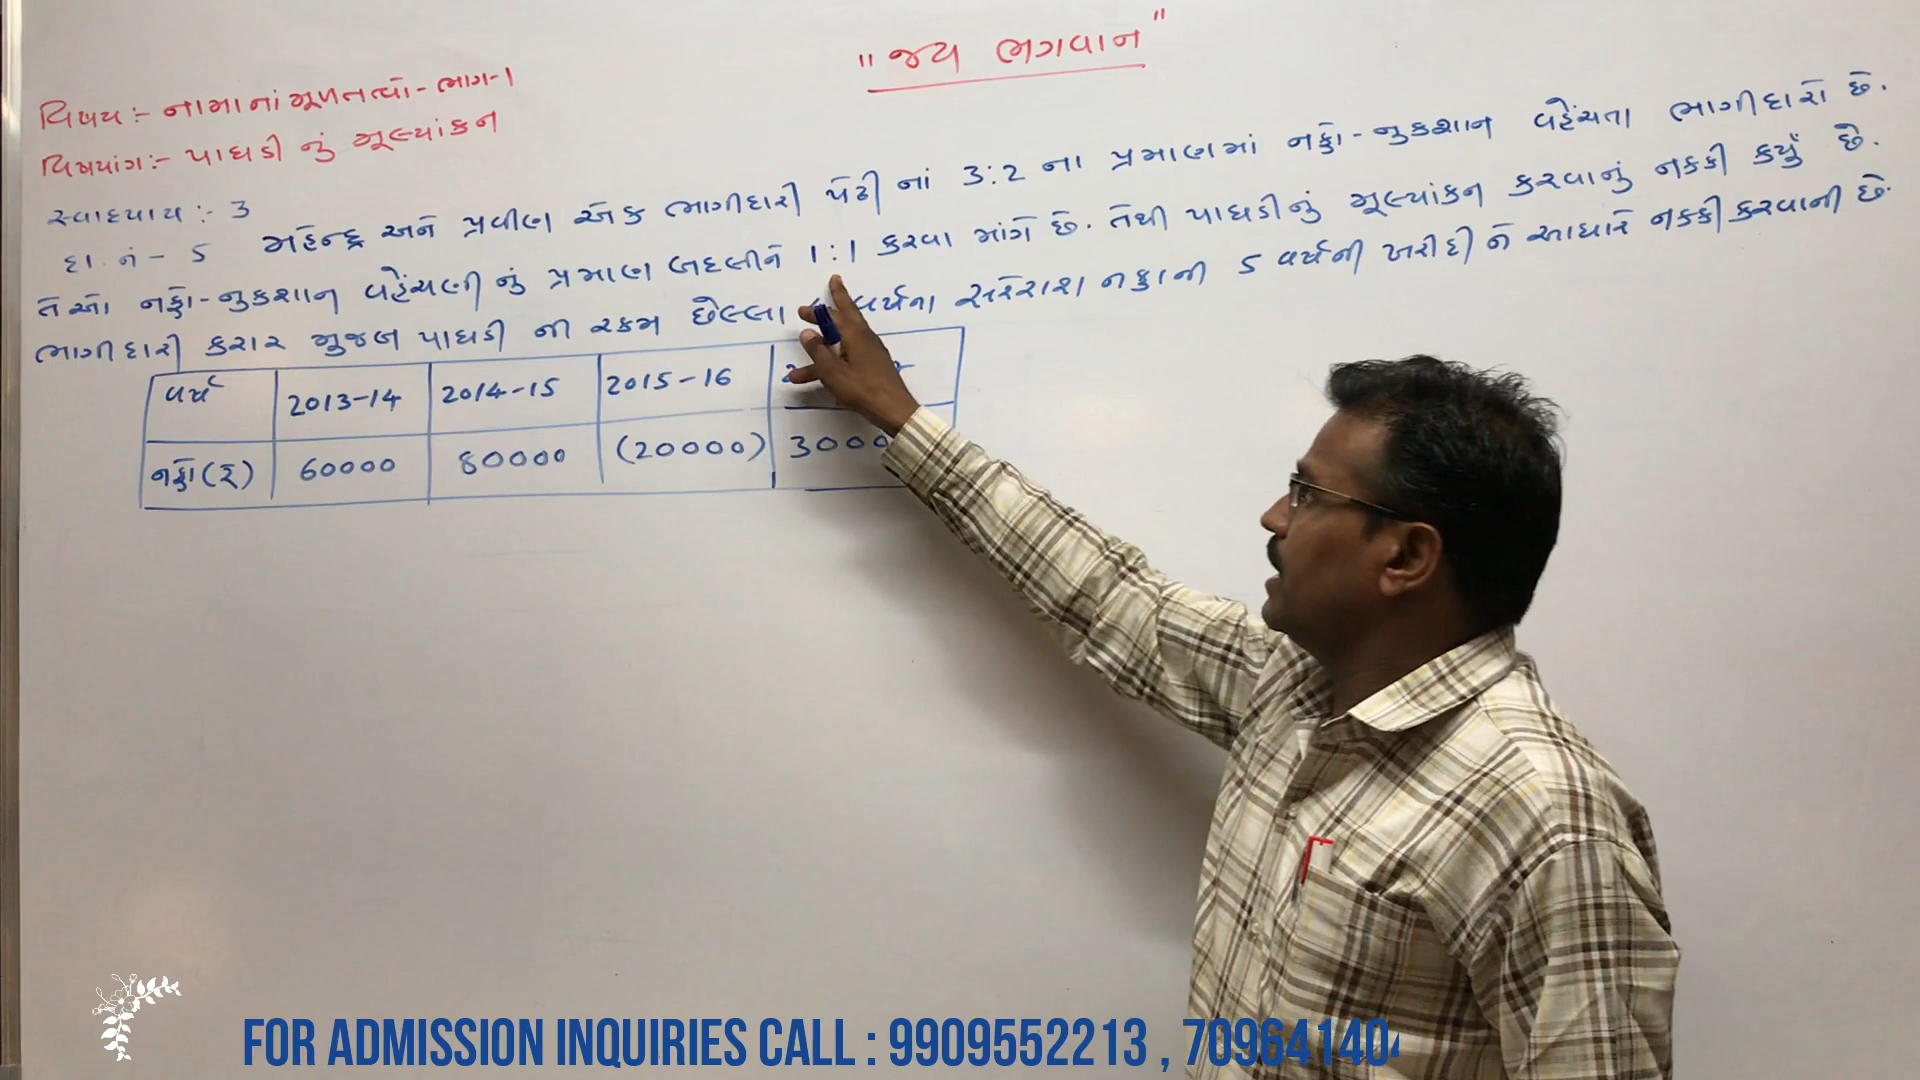 "જય ભગવાન"
વિષય:- નામાનાં મૂળતત્વો - ભાગ-1
વિષયાંગ:- પાઘડી નું મૂલ્યાંકન
સ્વાધ્યાય :- 3
દા. નં - 5 મહેન્દ્ર અને પ્રવીણ એક ભાગીદારી પેઢી નાં 3:2 ના પ્રમાણમાં નફો-નુકશાન વહેંચતા ભાગીદારો છે.
તેઓ નફો-નુકશાન વહેંચણી નું પ્રમાણ બદલીને 1:1 કરવા માંગે છે. તેથી પાઘડીનું મૂલ્યાંકન કરવાનું નક્કી કર્યું છે.
ભાગીદારી કરાર મુજબ પાઘડી ની રકમ છેલ્લા વર્ષના સરેરાશ નફાની 5 વર્ષની ખરીદી ને આધારે નક્કી કરવાની છે.
વર્ષ 2013-14 2014-15 2015-16
નફો (₹) 60000 80000 (20000) 3000
FOR ADMISSION INQUIRIES CALL : 9909552213 , 709641404